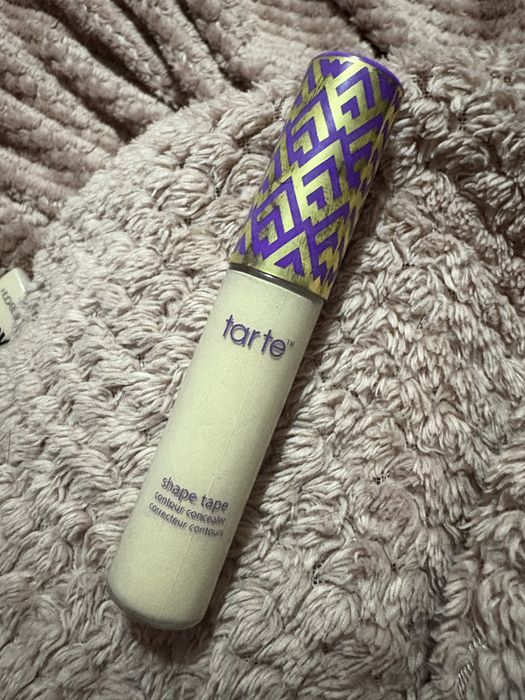 tarte™
shape tape
contour concealer
correcteur contours